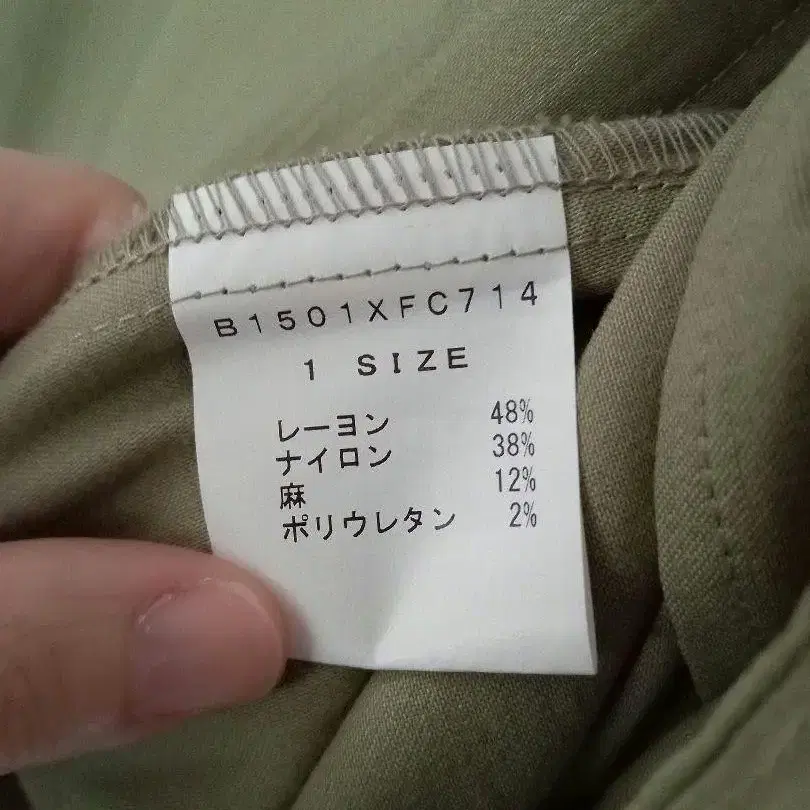 B1501XFC714
1 SIZE
レーヨン 48%
ナイロン 38%
麻 12%
ポリウレタン 2%